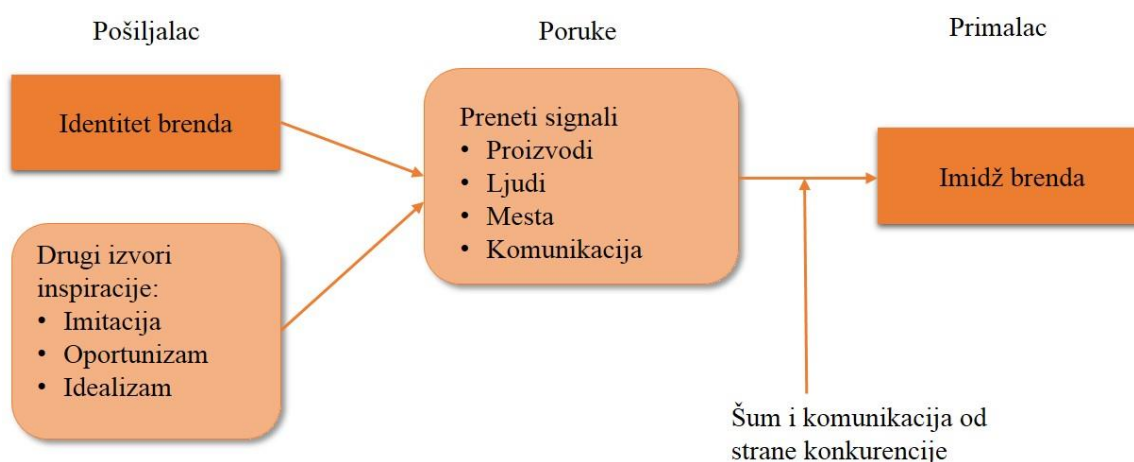 Pošiljalac
Poruke
Primalac
Identitet brenda
Drugi izvori
inspiracije:
• Imitacija
• Oportunizam
• Idealizam
Preneti signali
• Proizvodi
• Ljudi
• Mesta
• Komunikacija
Imidž brenda
Šum i komunikacija od
strane konkurencije